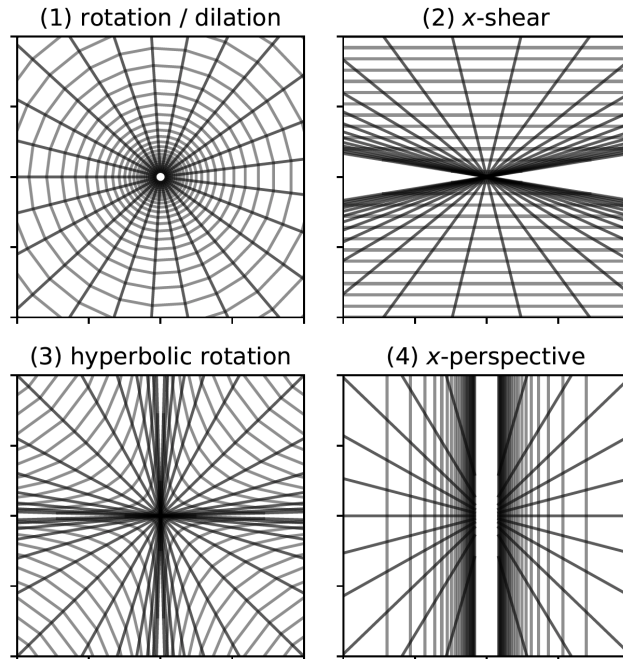 (1) rotation / dilation
(2) x-shear
(3) hyperbolic rotation
(4) x-perspective